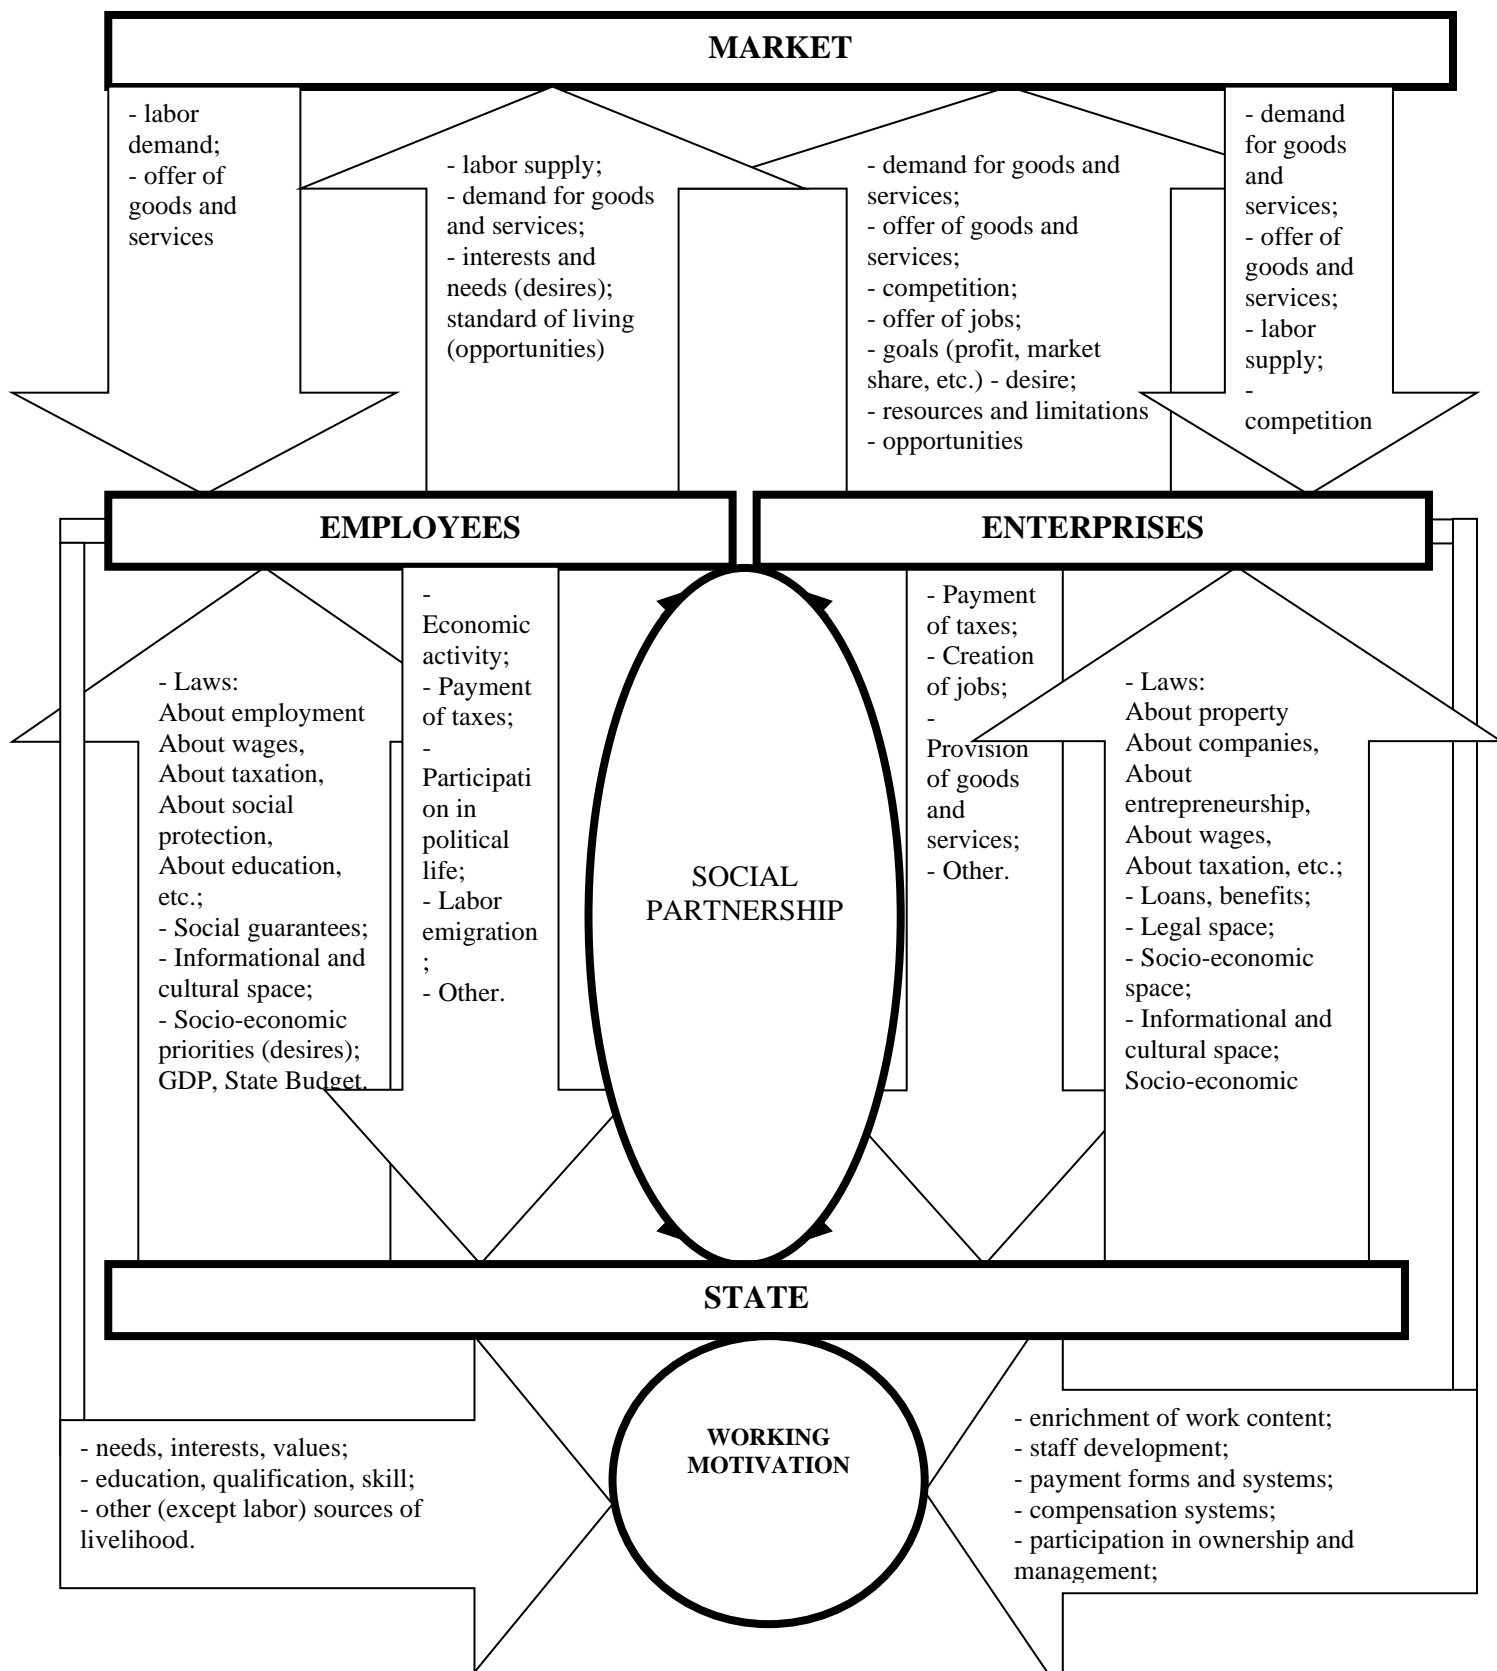 MARKET
- labor
demand;
- offer of
goods and
services
- labor supply;
- demand for goods
and services;
- interests and
needs (desires);
standard of living
(opportunities)
- demand for goods and
services;
- offer of goods and
services;
- competition;
- offer of jobs;
- goals (profit, market
share, etc.) - desire;
- resources and limitations
- opportunities
- demand
for goods
and
services;
- offer of
goods and
services;
- labor
supply;
-
competition
EMPLOYEES
ENTERPRISES
- Laws:
About employment
About wages,
About taxation,
About social
protection,
About education,
etc.;
- Social guarantees;
- Informational and
cultural space;
- Socio-economic
priorities (desires);
GDP, State Budget.
-
Economic
activity;
- Payment
of taxes;
-
Participati
on in
political
life;
- Labor
emigration
;
- Other.
SOCIAL
PARTNERSHIP
- Payment
of taxes;
- Creation
of jobs;
-
Provision
of goods
and
services;
- Other.
- Laws:
About property
About companies,
About
entrepreneurship,
About wages,
About taxation, etc.;
- Loans, benefits;
- Legal space;
- Socio-economic
space;
- Informational and
cultural space;
Socio-economic
STATE
- needs, interests, values;
- education, qualification, skill;
- other (except labor) sources of
livelihood.
WORKING
MOTIVATION
- enrichment of work content;
- staff development;
- payment forms and systems;
- compensation systems;
- participation in ownership and
management;